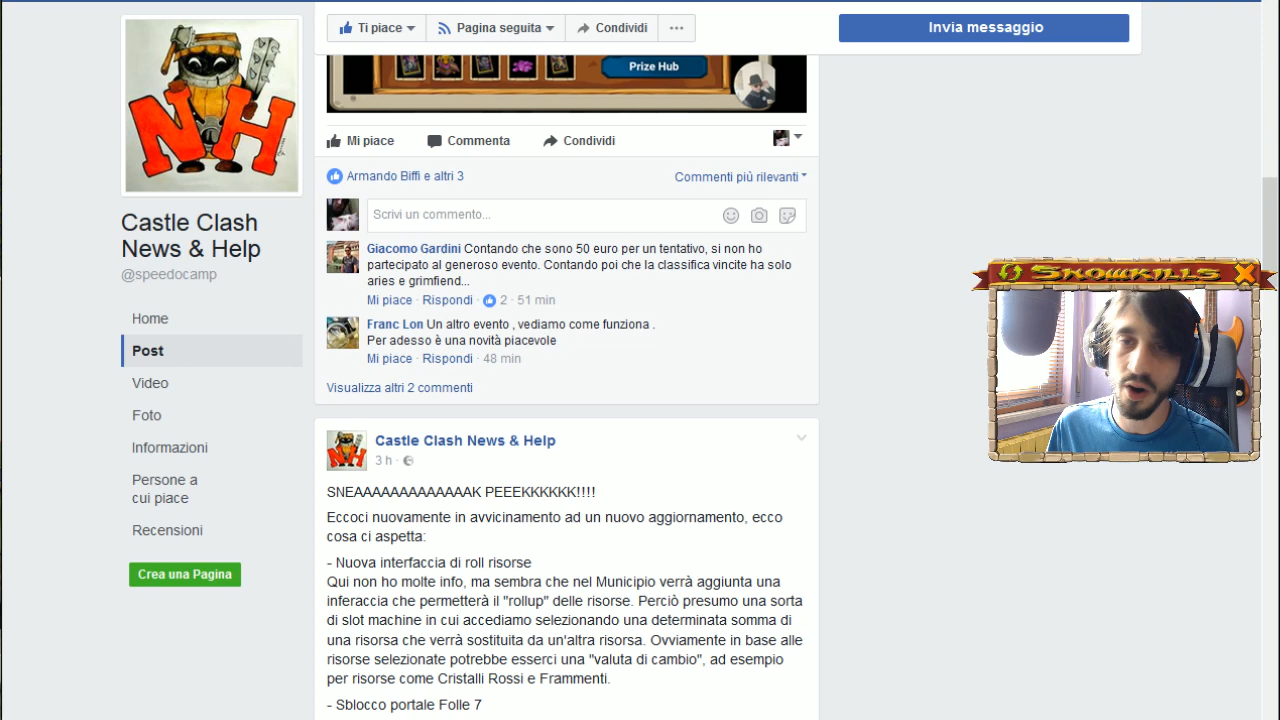 Ti piace
Pagina seguita
Condividi
Invia messaggio
Prize Hub
NH
Mi piace
Commenta
Condividi
Armando Biffi e altri 3
Commenti più rilevanti
Scrivi un commento...
Castle Clash
News & Help
@speedocamp
Giacomo Gardini Contando che sono 50 euro per un tentativo, si non ho
partecipato al generoso evento. Contando poi che la classifica vincite ha solo
aries e grimfiend...
Mi piace · Rispondi · 2 · 51 min
Franc Lon Un altro evento , vediamo come funziona .
Per adesso è una novità piacevole
Mi piace · Rispondi · 48 min
Visualizza altri 2 commenti
SNOWKILLS
Home
Post
Video
Foto
Informazioni
Persone a
cui piace
Recensioni
Crea una Pagina
NH
Castle Clash News & Help
3 h ·
SNEAAAAAAAAAAAAAK PEEEKKKKKK!!!!
Eccoci nuovamente in avvicinamento ad un nuovo aggiornamento, ecco
cosa ci aspetta:
- Nuova interfaccia di roll risorse
Qui non ho molte info, ma sembra che nel Municipio verrà aggiunta una
inferaccia che permetterà il "rollup" delle risorse. Perciò presumo una sorta
di slot machine in cui accediamo selezionando una determinata somma di
una risorsa che verrà sostituita da un'altra risorsa. Ovviamente in base alle
risorse selezionate potrebbe esserci una "valuta di cambio", ad esempio
per risorse come Cristalli Rossi e Frammenti.
- Sblocco portale Folle 7